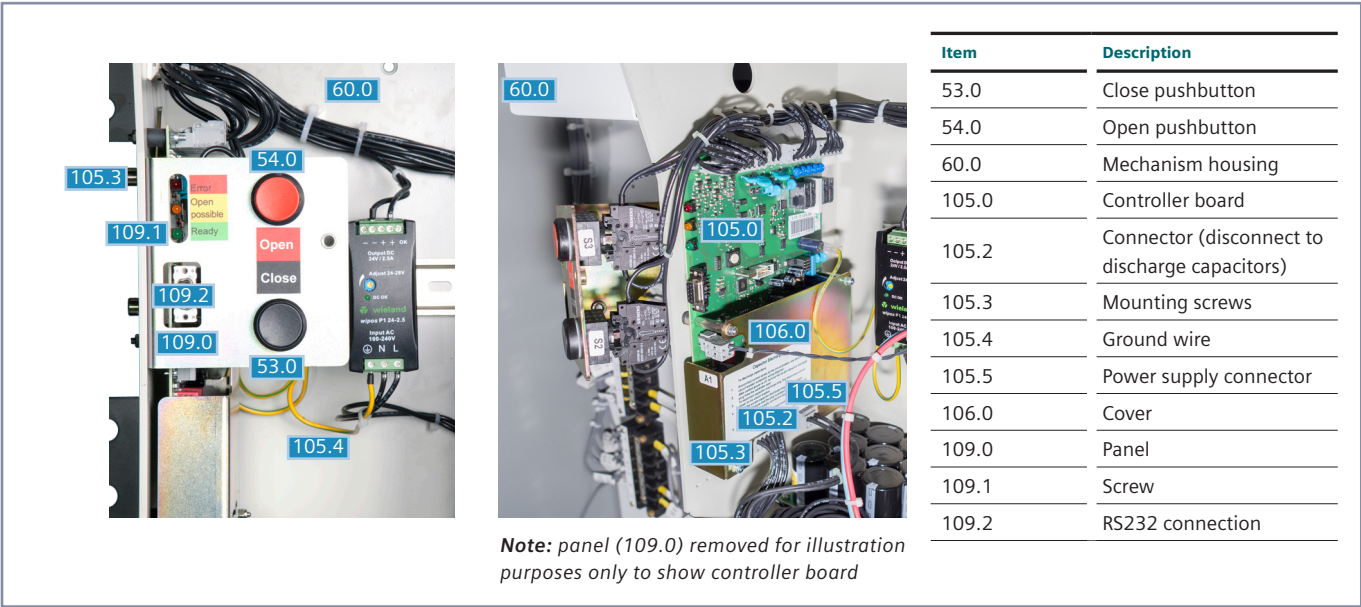 60.0
54.0
105.3
Error
Open
possible
Ready
109.1
Open
Close
109.2
109.0
53.0
105.4
− − + + OK
Output DC
24V / 2.5A
Adjust 24-28V
DC OK
wieland
wipos P1 24-2.5
Input AC
100-240V
N L
60.0
105.0
S3
S2
106.0
A1
105.5
105.2
105.3
Note: panel (109.0) removed for illustration
purposes only to show controller board
Item Description
53.0 Close pushbutton
54.0 Open pushbutton
60.0 Mechanism housing
105.0 Controller board
105.2 Connector (disconnect to
discharge capacitors)
105.3 Mounting screws
105.4 Ground wire
105.5 Power supply connector
106.0 Cover
109.0 Panel
109.1 Screw
109.2 RS232 connection